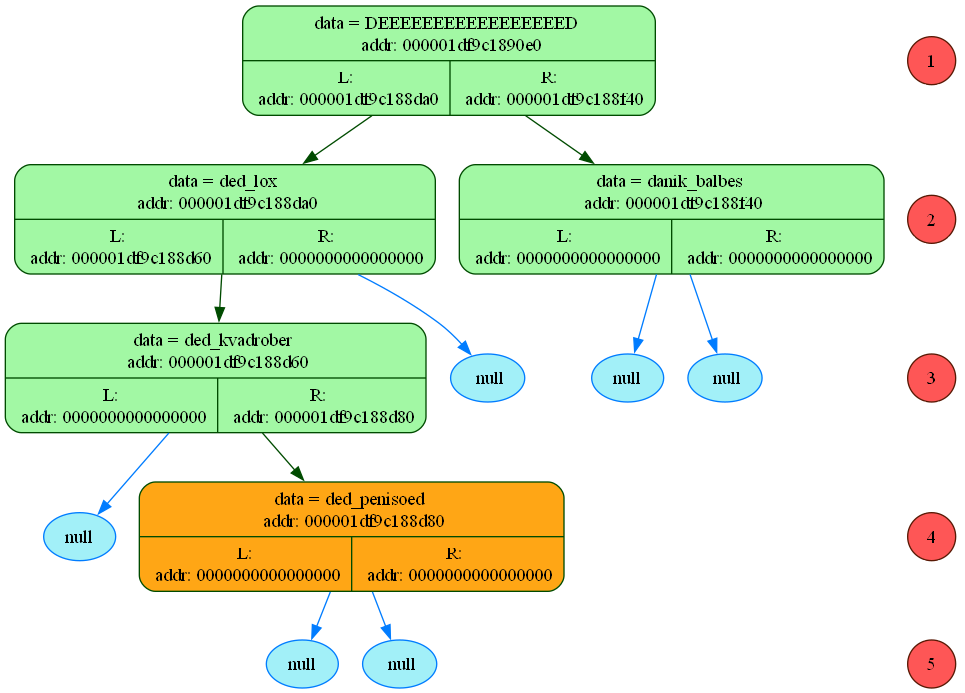 data = DEEEEEEEEEEEEEEEEEED
addr: 000001df9c1890e0
L:
R:
addr: 000001df9c188da0
addr: 000001df9c188f40
1
data = ded_lox
addr: 000001df9c188da0
L:
R:
addr: 000001df9c188d60
addr: 0000000000000000
data = danik_balbes
addr: 000001df9c188f40
L:
R:
addr: 0000000000000000
addr: 0000000000000000
2
data = ded_kvadrober
addr: 000001df9c188d60
L:
R:
addr: 0000000000000000
addr: 000001df9c188d80
null
null
null
3
null
data = ded_penisoed
addr: 000001df9c188d80
L:
R:
addr: 0000000000000000
addr: 0000000000000000
4
null
null
5